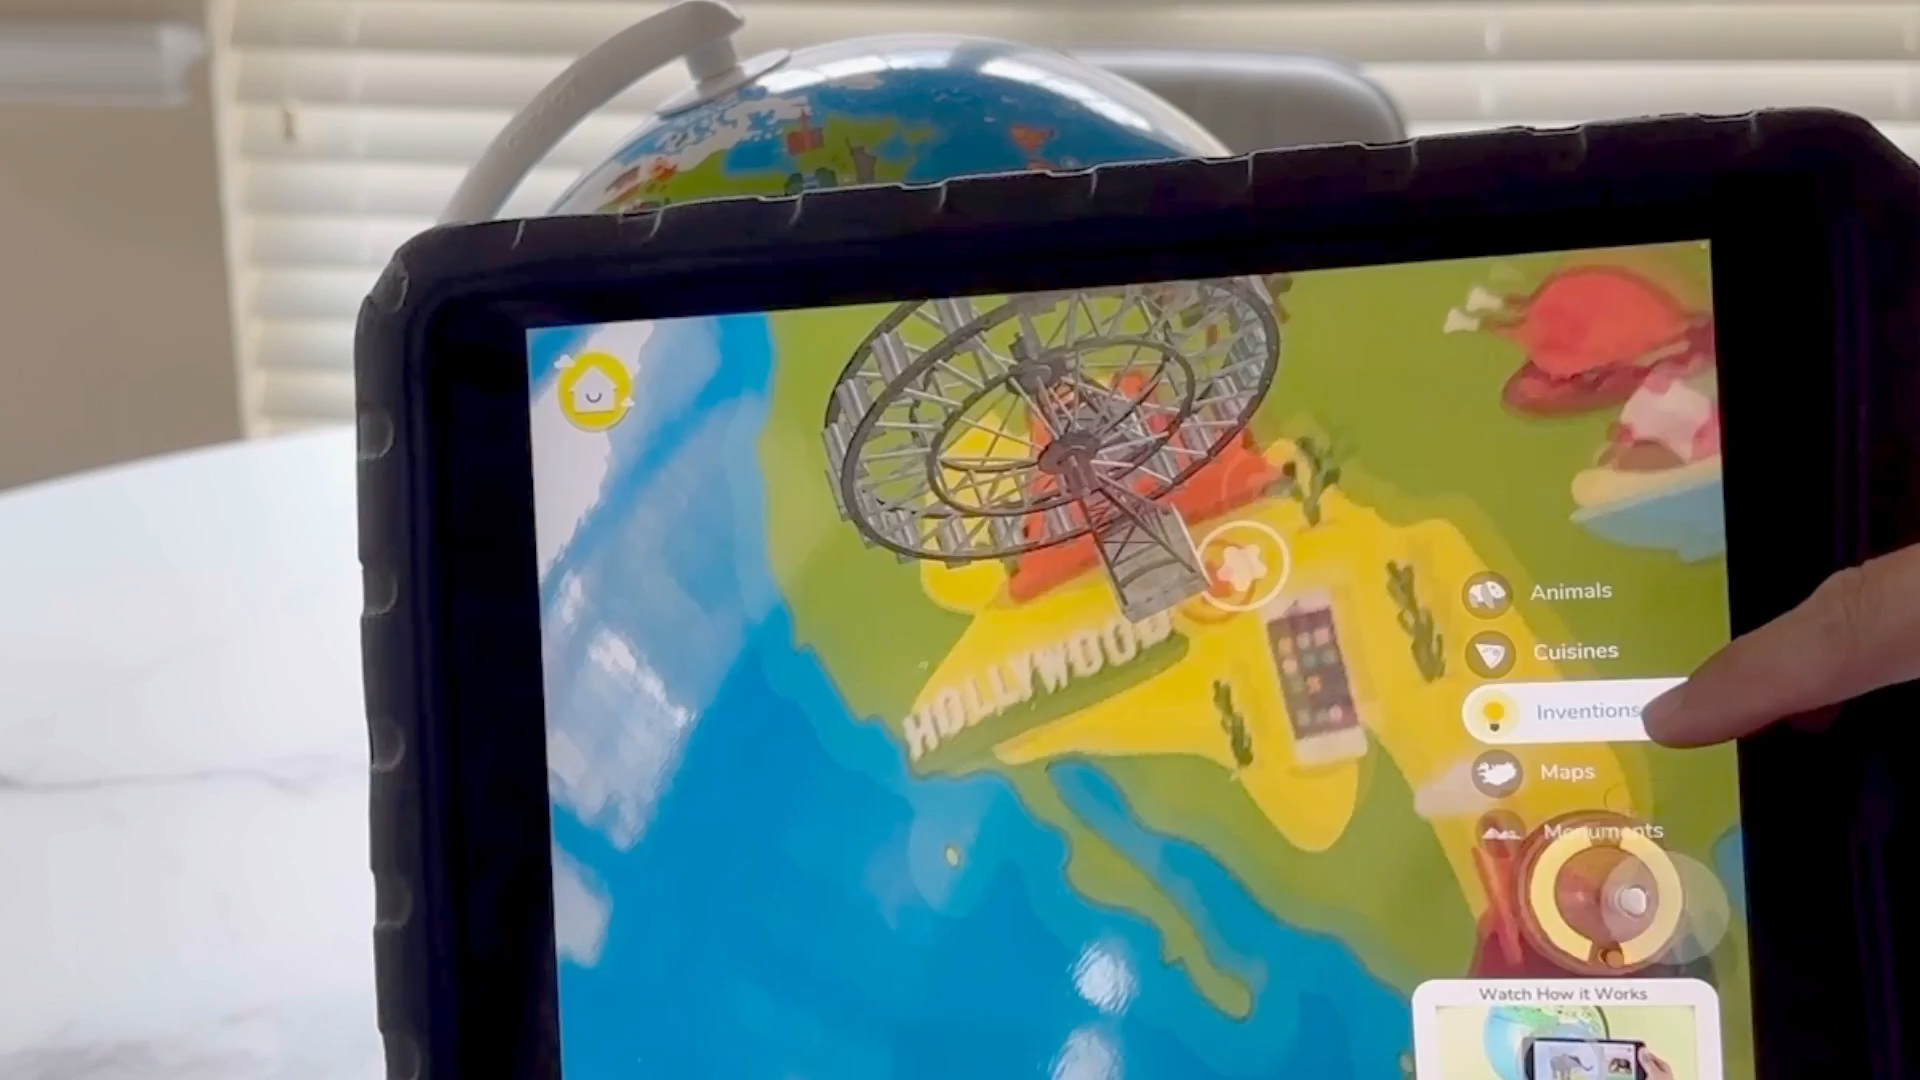 HOLLYWOOD
Animals
Cuisines
Inventions
Maps
Monuments
Watch How it Works